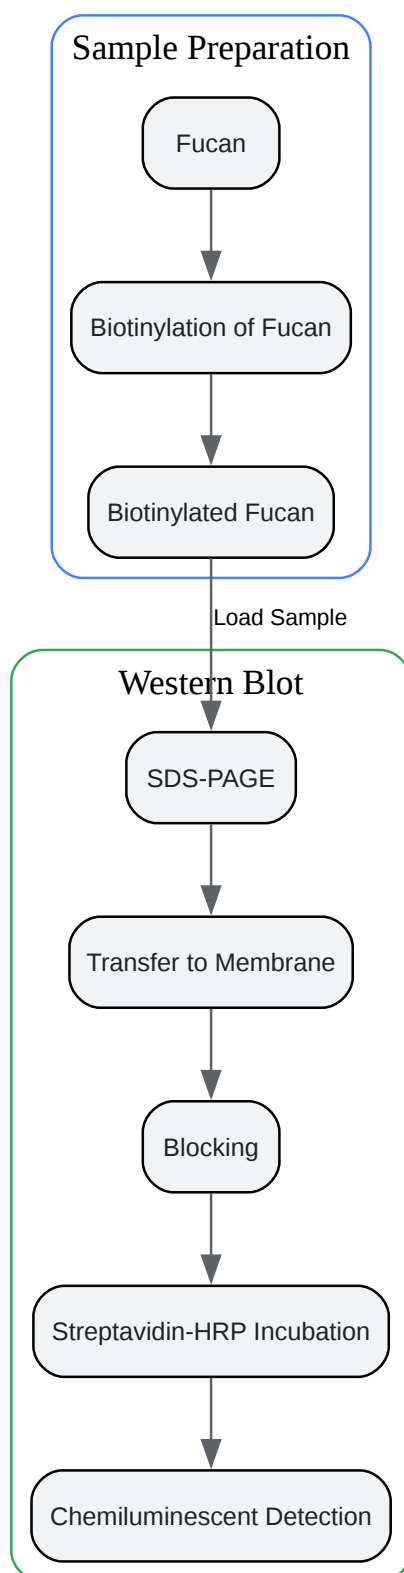 Sample Preparation
Fucan
Biotinylation of Fucan
Biotinylated Fucan
Load Sample
Western Blot
SDS-PAGE
Transfer to Membrane
Blocking
Streptavidin-HRP Incubation
Chemiluminescent Detection